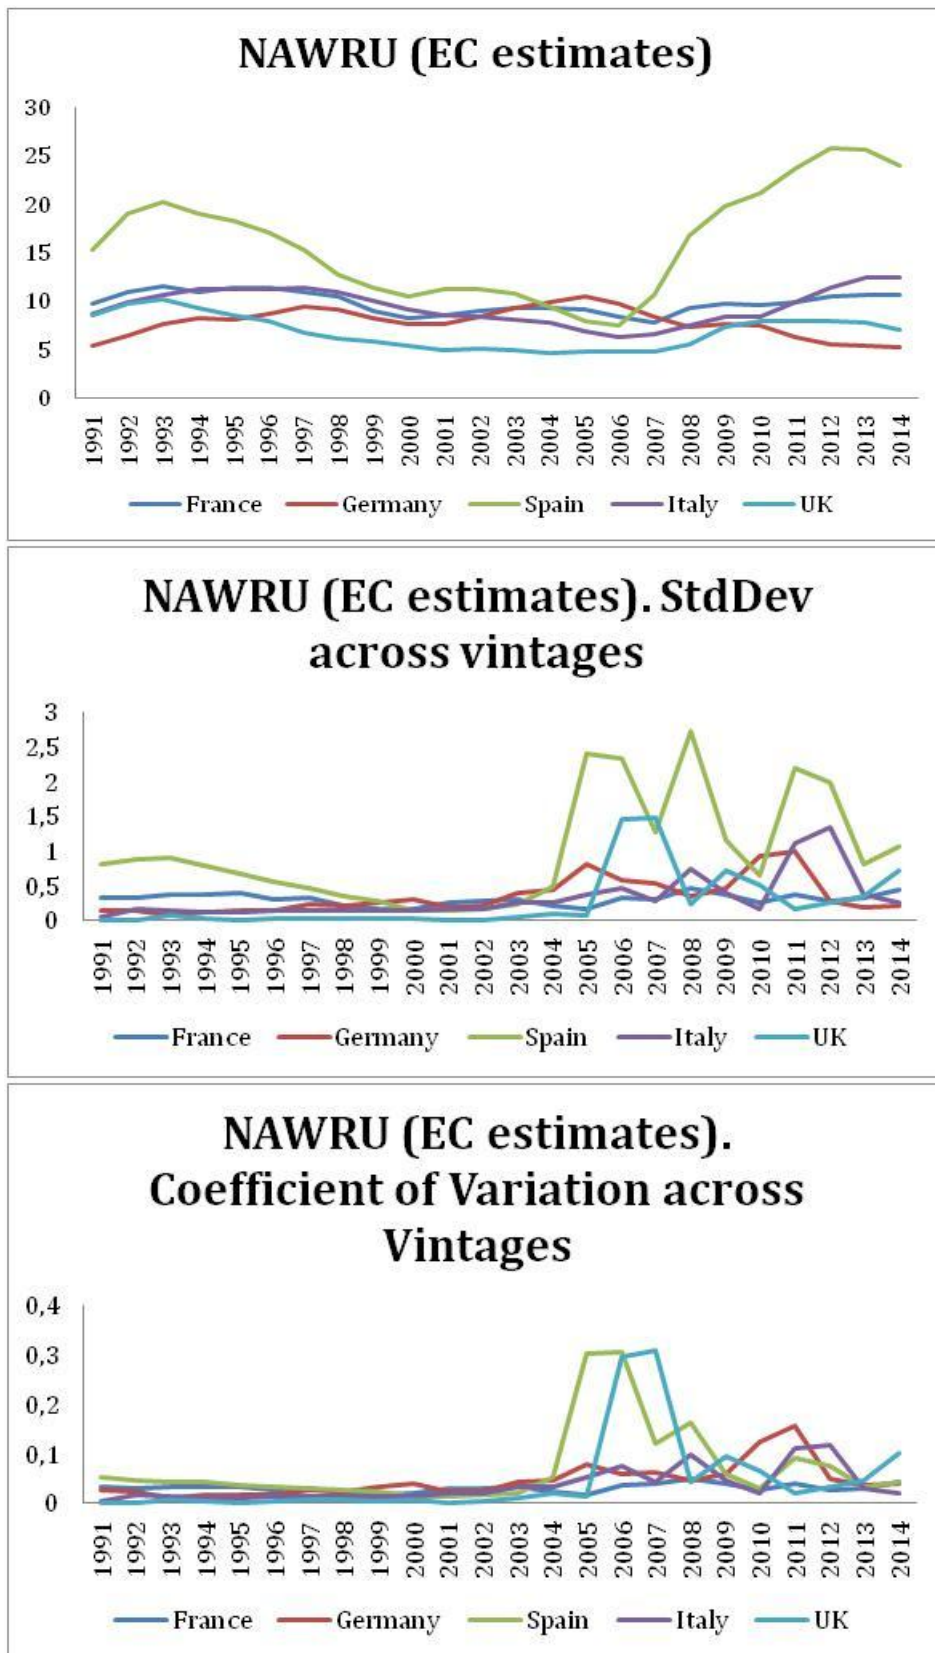 NAWRU (EC estimates)
30
25
20
15
10
5
0
1991 1992 1993 1994 1995 1996 1997 1998 1999 2000 2001 2002 2003 2004 2005 2006 2007 2008 2009 2010 2011 2012 2013 2014
France Germany Spain Italy UK
NAWRU (EC estimates). StdDev
across vintages
3
2,5
2
1,5
1
0,5
0
1991 1992 1993 1994 1995 1996 1997 1998 1999 2000 2001 2002 2003 2004 2005 2006 2007 2008 2009 2010 2011 2012 2013 2014
France Germany Spain Italy UK
NAWRU (EC estimates).
Coefficient of Variation across
Vintages
0,4
0,3
0,2
0,1
0
1991 1992 1993 1994 1995 1996 1997 1998 1999 2000 2001 2002 2003 2004 2005 2006 2007 2008 2009 2010 2011 2012 2013 2014
France Germany Spain Italy UK